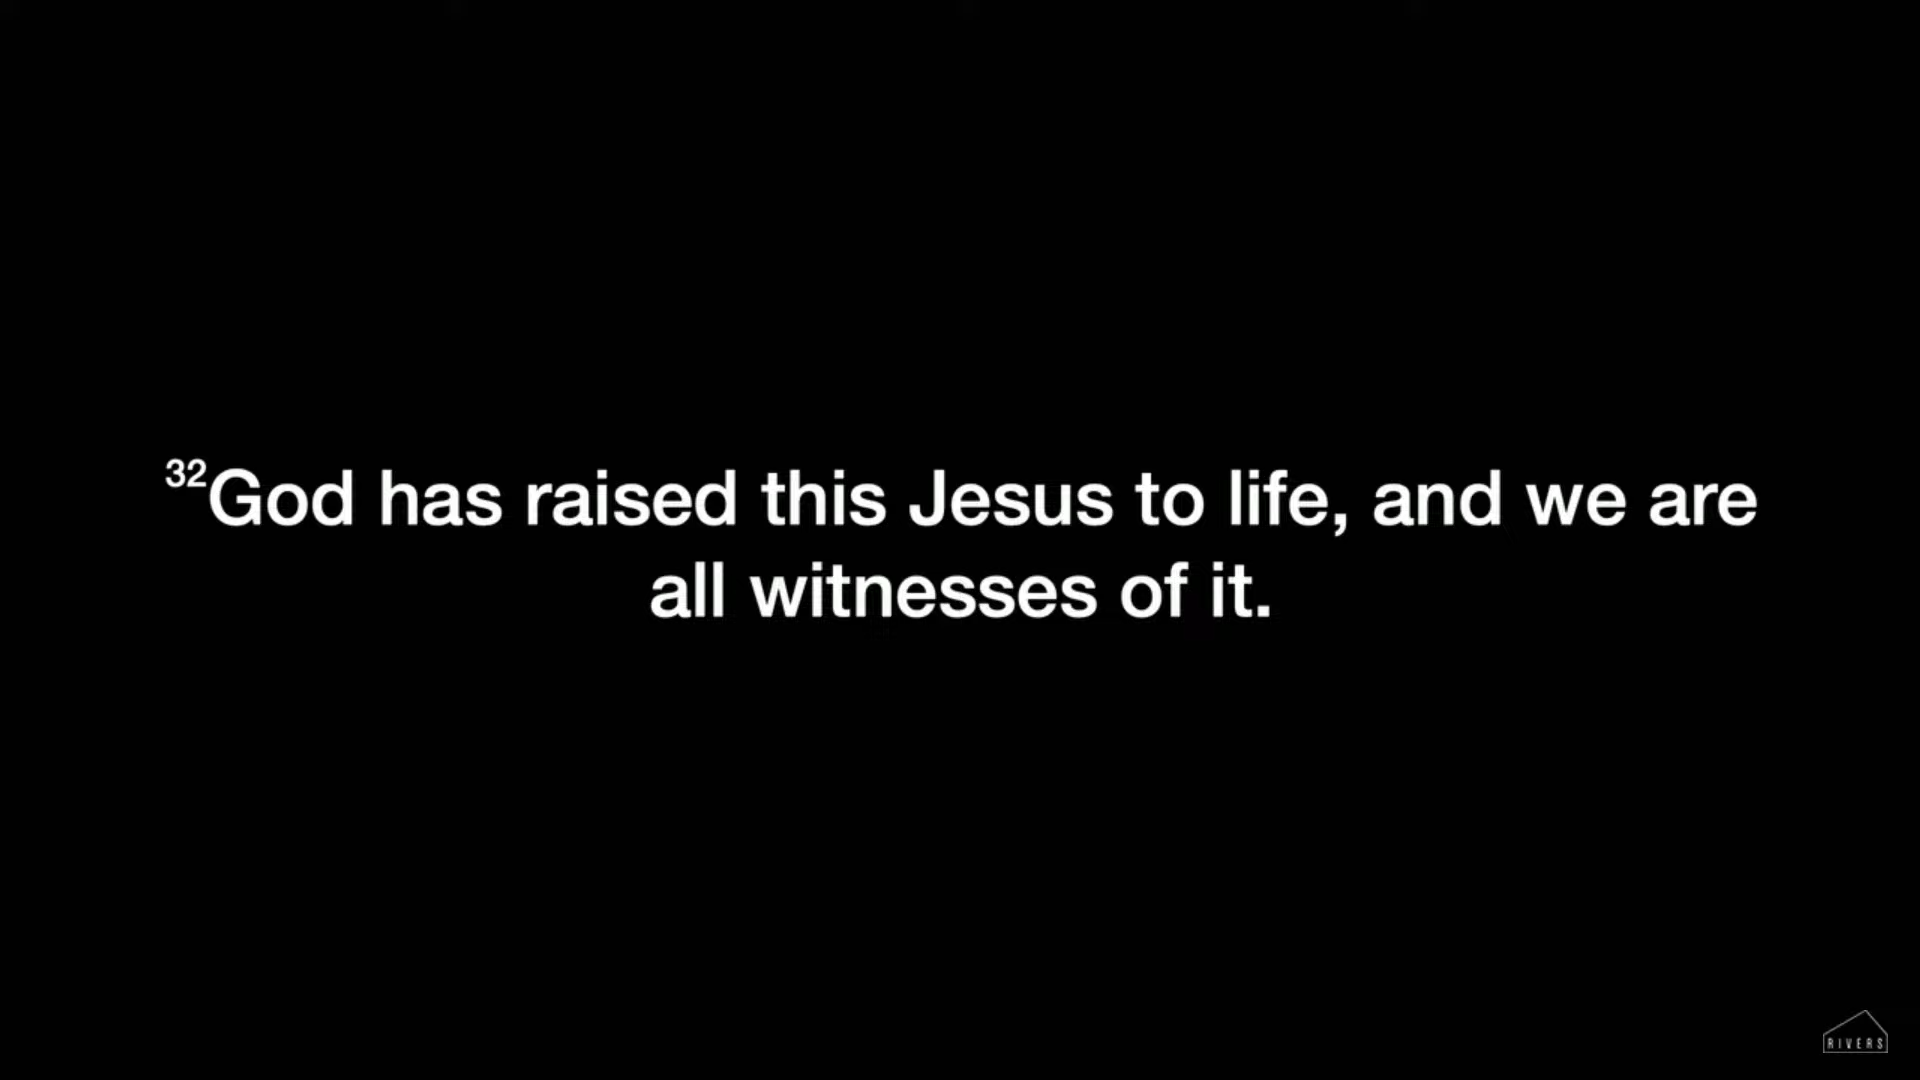 32God has raised this Jesus to life, and we are
all witnesses of it.
RIVERS